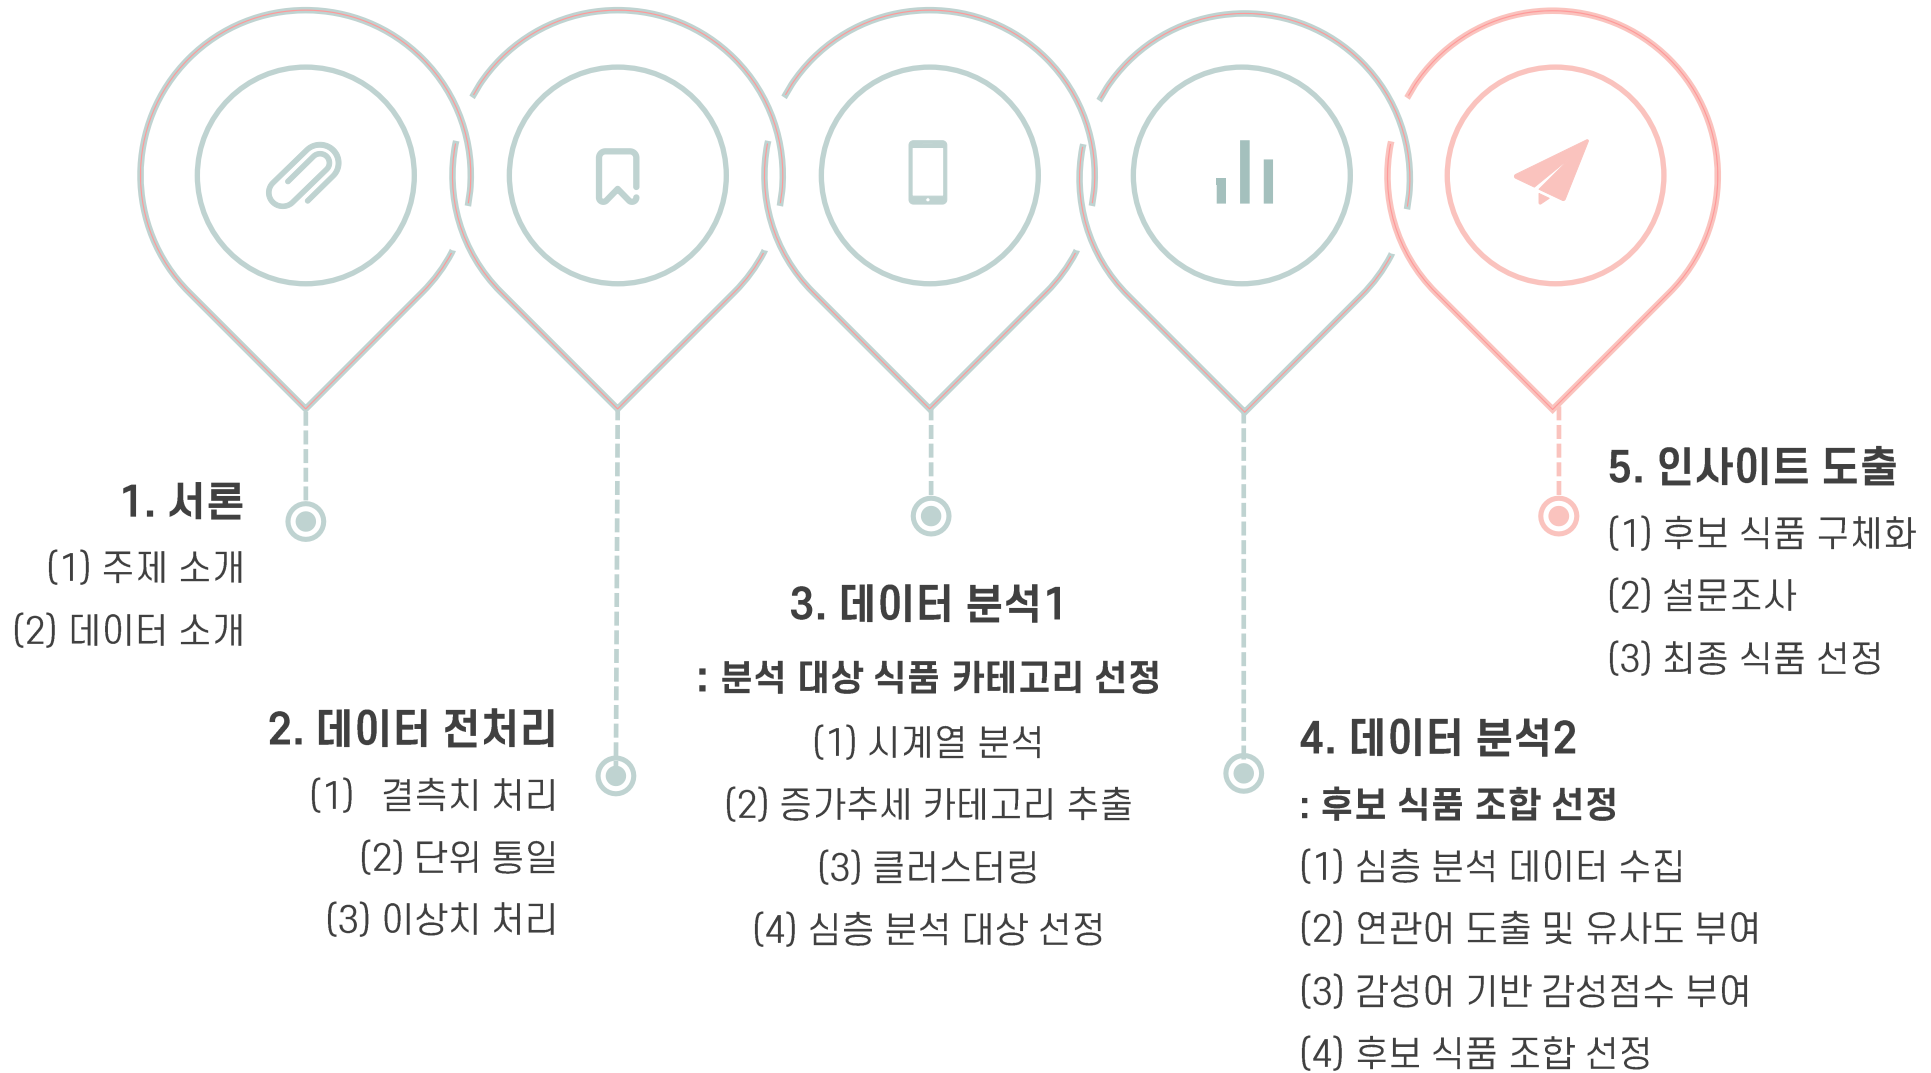 1. 서론
(1) 주제 소개
(2) 데이터 소개
2. 데이터 전처리
(1) 결측치 처리
(2) 단위 통일
(3) 이상치 처리
3. 데이터 분석1
: 분석 대상 식품 카테고리 선정
(1) 시계열 분석
(2) 증가추세 카테고리 추출
(3) 클러스터링
(4) 심층 분석 대상 선정
4. 데이터 분석2
: 후보 식품 조합 선정
(1) 심층 분석 데이터 수집
(2) 연관어 도출 및 유사도 부여
(3) 감성어 기반 감성점수 부여
(4) 후보 식품 조합 선정
5. 인사이트 도출
(1) 후보 식품 구체화
(2) 설문조사
(3) 최종 식품 선정